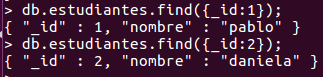 > db.estudiantes.find({_id:1});
{ "_id" : 1, "nombre" : "pablo" }
> db.estudiantes.find({_id:2});
{ "_id" : 2, "nombre" : "daniela" }